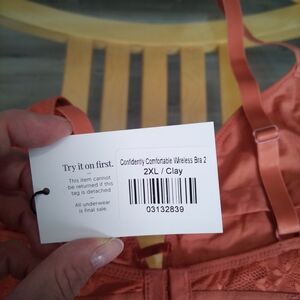 Try it on first.
This item cannot
be returned if this
tag is detached
All underwear
is final sale.
Confidently Comfortable Wireless Bra 2
2XL / Clay
03132839